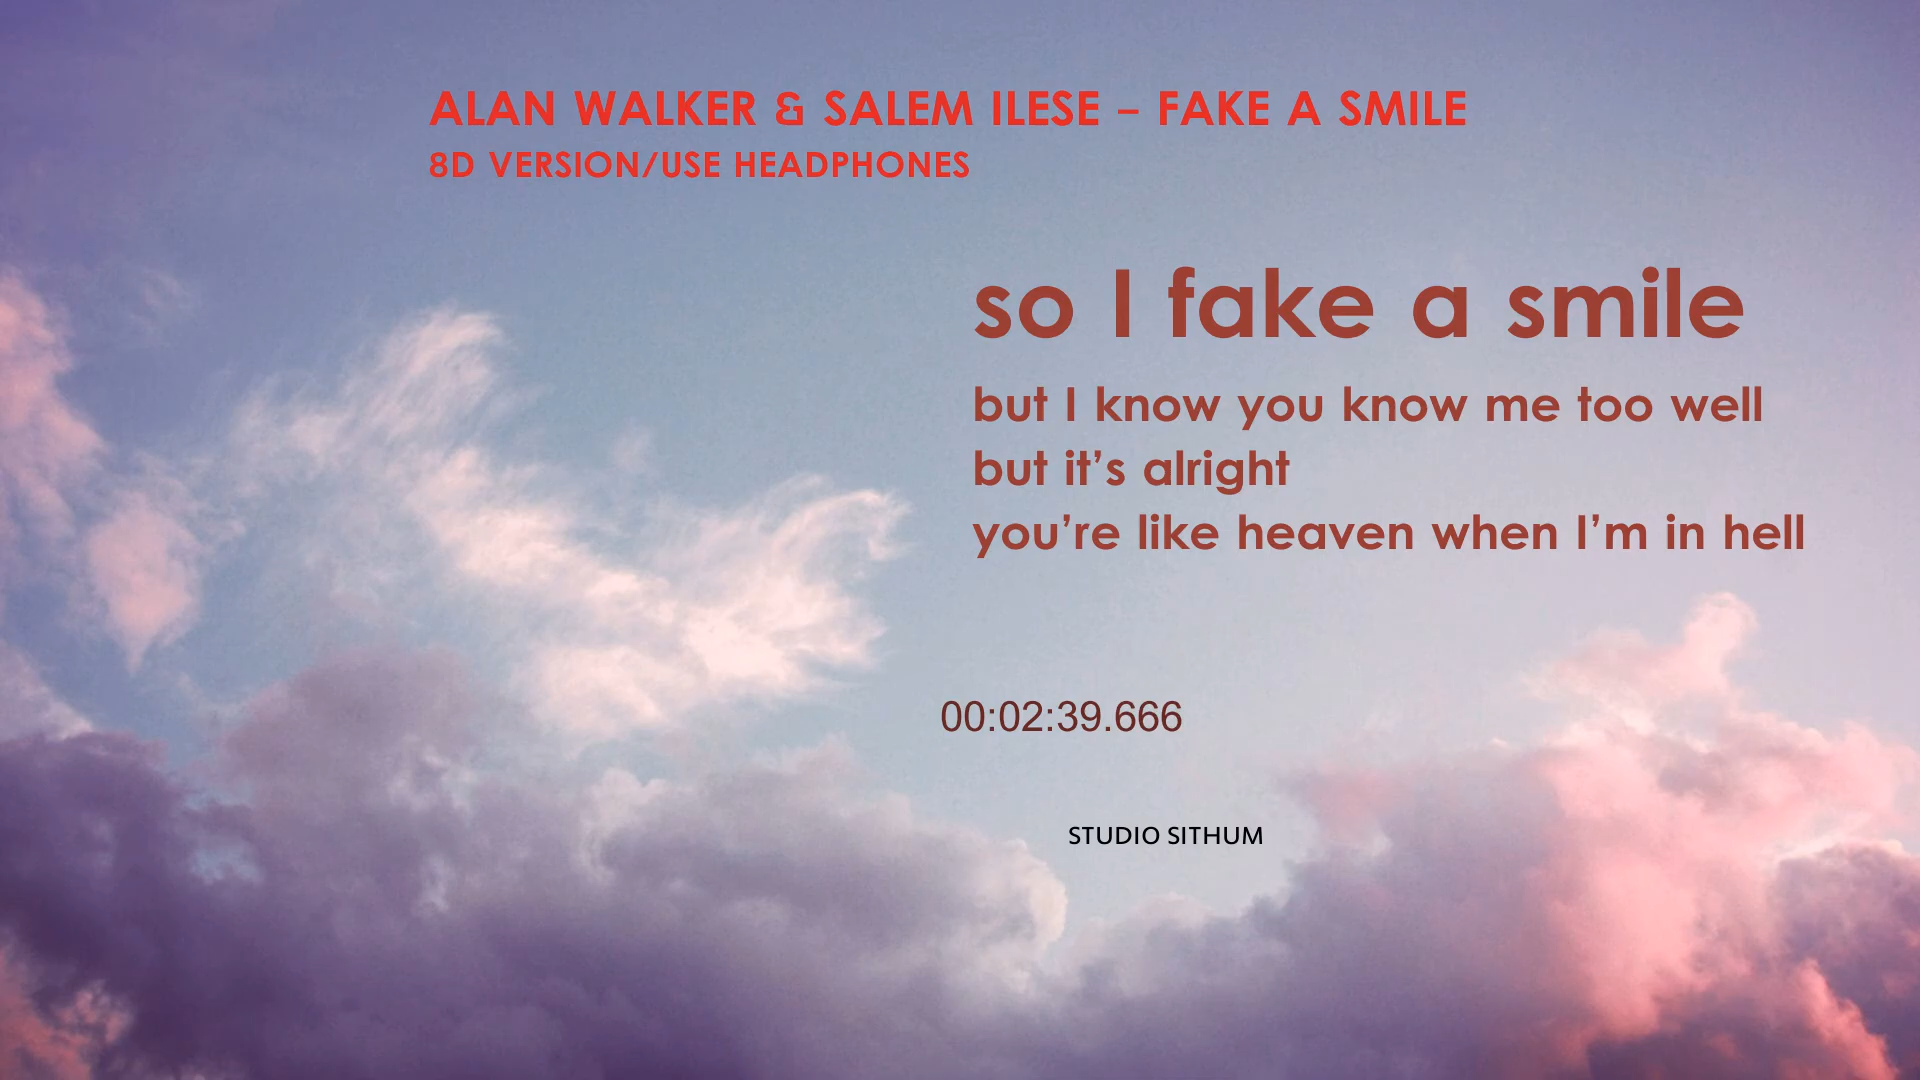 ALAN WALKER & SALEM ILESE – FAKE A SMILE
8D VERSION/USE HEADPHONES
so I fake a smile
but I know you know me too well
but it’s alright
you’re like heaven when I’m in hell
00:02:39.666
STUDIO SITHUM